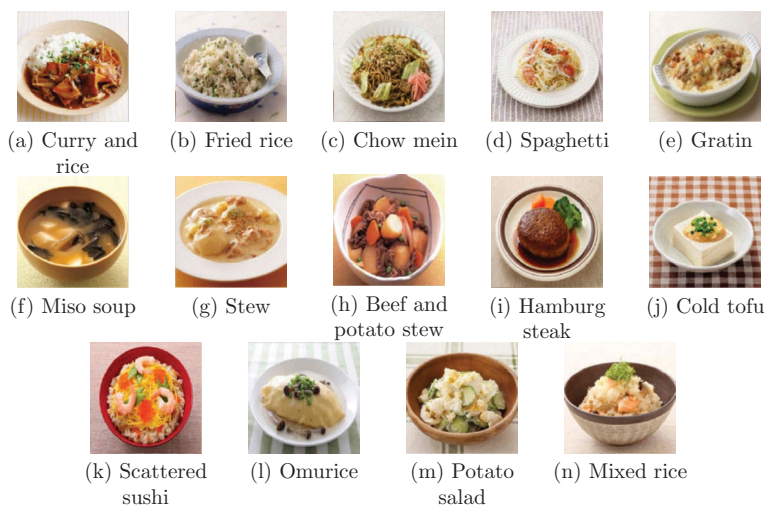 (a) Curry and
rice
(b) Fried rice
(c) Chow mein
(d) Spaghetti
(e) Gratin
(f) Miso soup
(g) Stew
(h) Beef and
potato stew
(i) Hamburg
steak
(j) Cold tofu
(k) Scattered
sushi
(l) Omurice
(m) Potato
salad
(n) Mixed rice